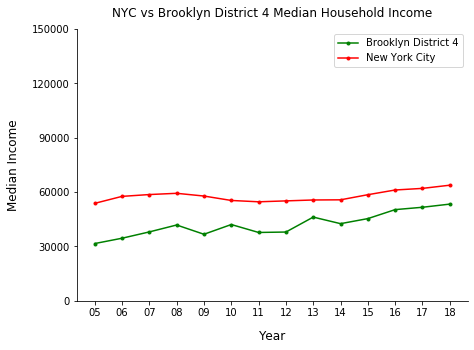 NYC vs Brooklyn District 4 Median Household Income
Brooklyn District 4
New York City
150000
120000
90000
60000
30000
0
Median Income
05 06 07 08 09 10 11 12 13 14 15 16 17 18
Year